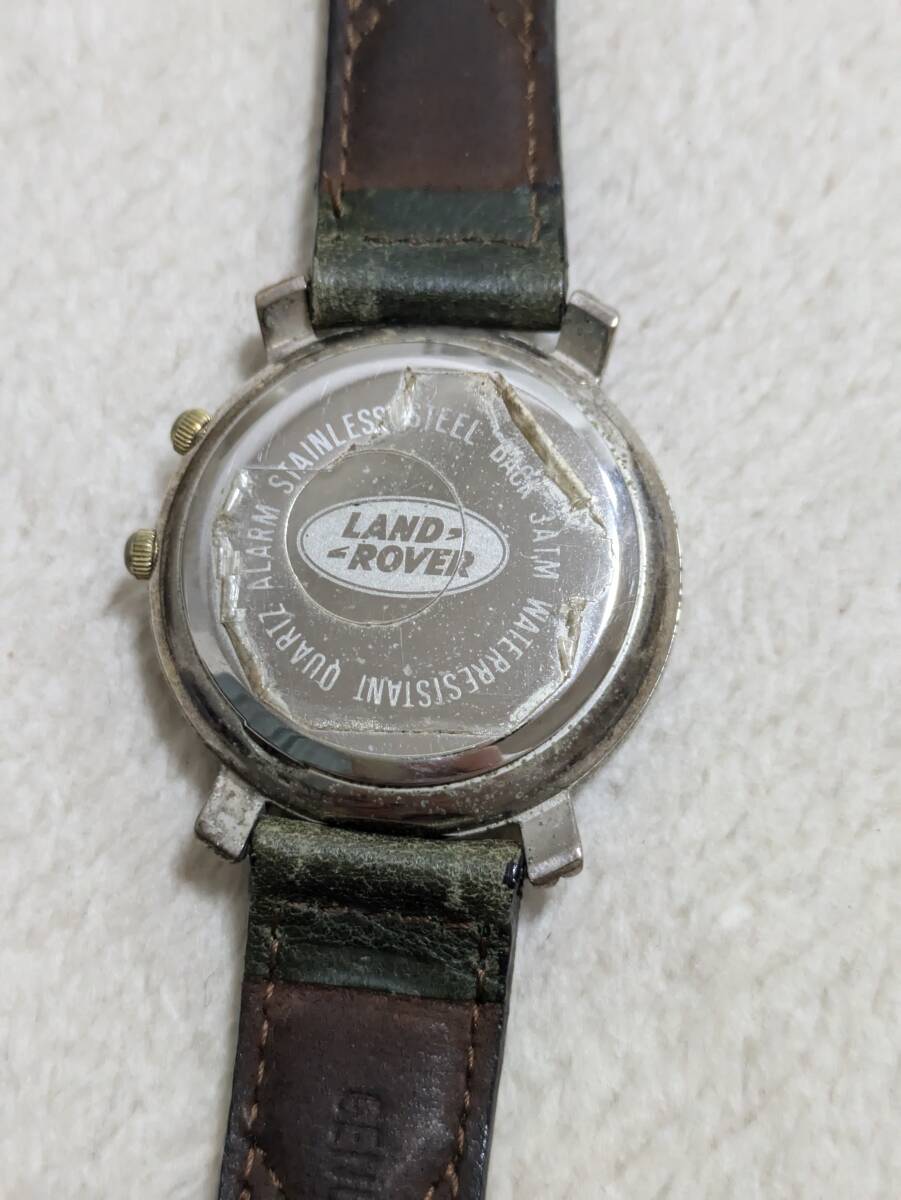 LAND-
-ROVER
QUARTZ ALARM STAINLESS STEEL BACK 3ATM WATERRESISTANT